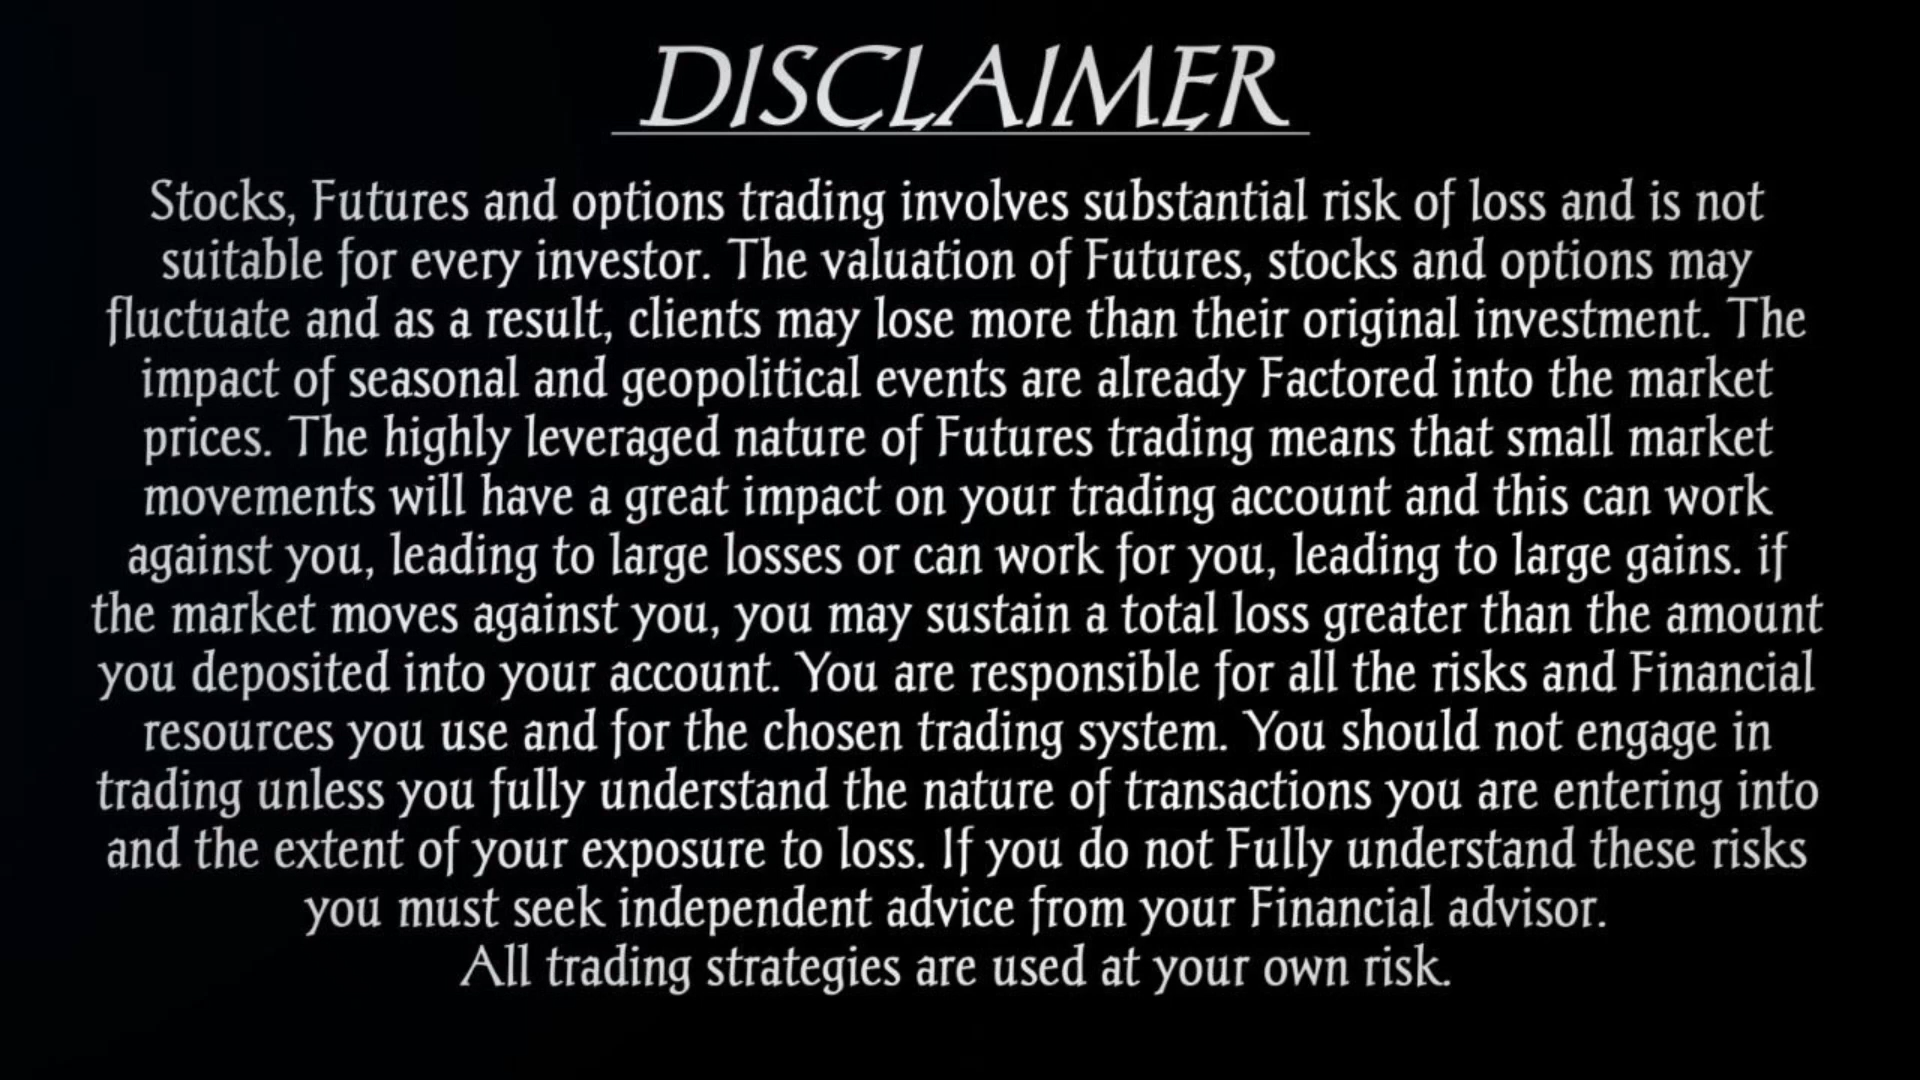 DISCLAIMER
Stocks, Futures and options trading involves substantial risk of loss and is not
suitable for every investor. The valuation of Futures, stocks and options may
fluctuate and as a result, clients may lose more than their original investment. The
impact of seasonal and geopolitical events are already Factored into the market
prices. The highly leveraged nature of Futures trading means that small market
movements will have a great impact on your trading account and this can work
against you, leading to large losses or can work for you, leading to large gains. if
the market moves against you, you may sustain a total loss greater than the amount
you deposited into your account. You are responsible for all the risks and Financial
resources you use and for the chosen trading system. You should not engage in
trading unless you fully understand the nature of transactions you are entering into
and the extent of your exposure to loss. If you do not Fully understand these risks
you must seek independent advice from your Financial advisor.
All trading strategies are used at your own risk.